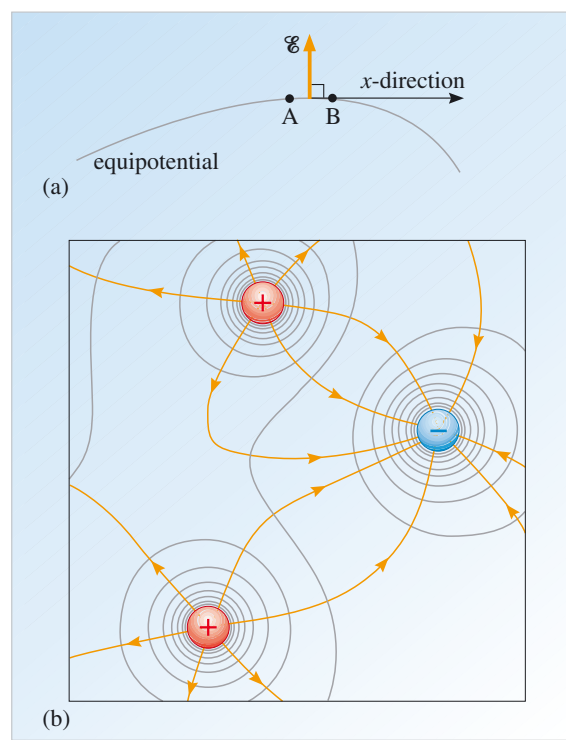 ℰ
x-direction
A B
equipotential
(a)
+
−
+
(b)